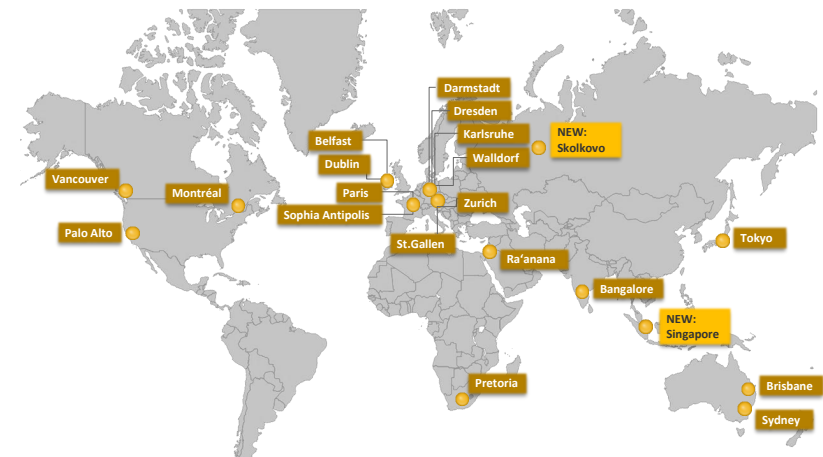 Darmstadt
Dresden
NEW:
Skolkovo
Karlsruhe
Belfast
Walldorf
Dublin
Vancouver
Montréal
Paris
Zurich
Sophia Antipolis
Palo Alto
St.Gallen
Tokyo
Ra'anana
Bangalore
NEW:
Singapore
Pretoria
Brisbane
Sydney